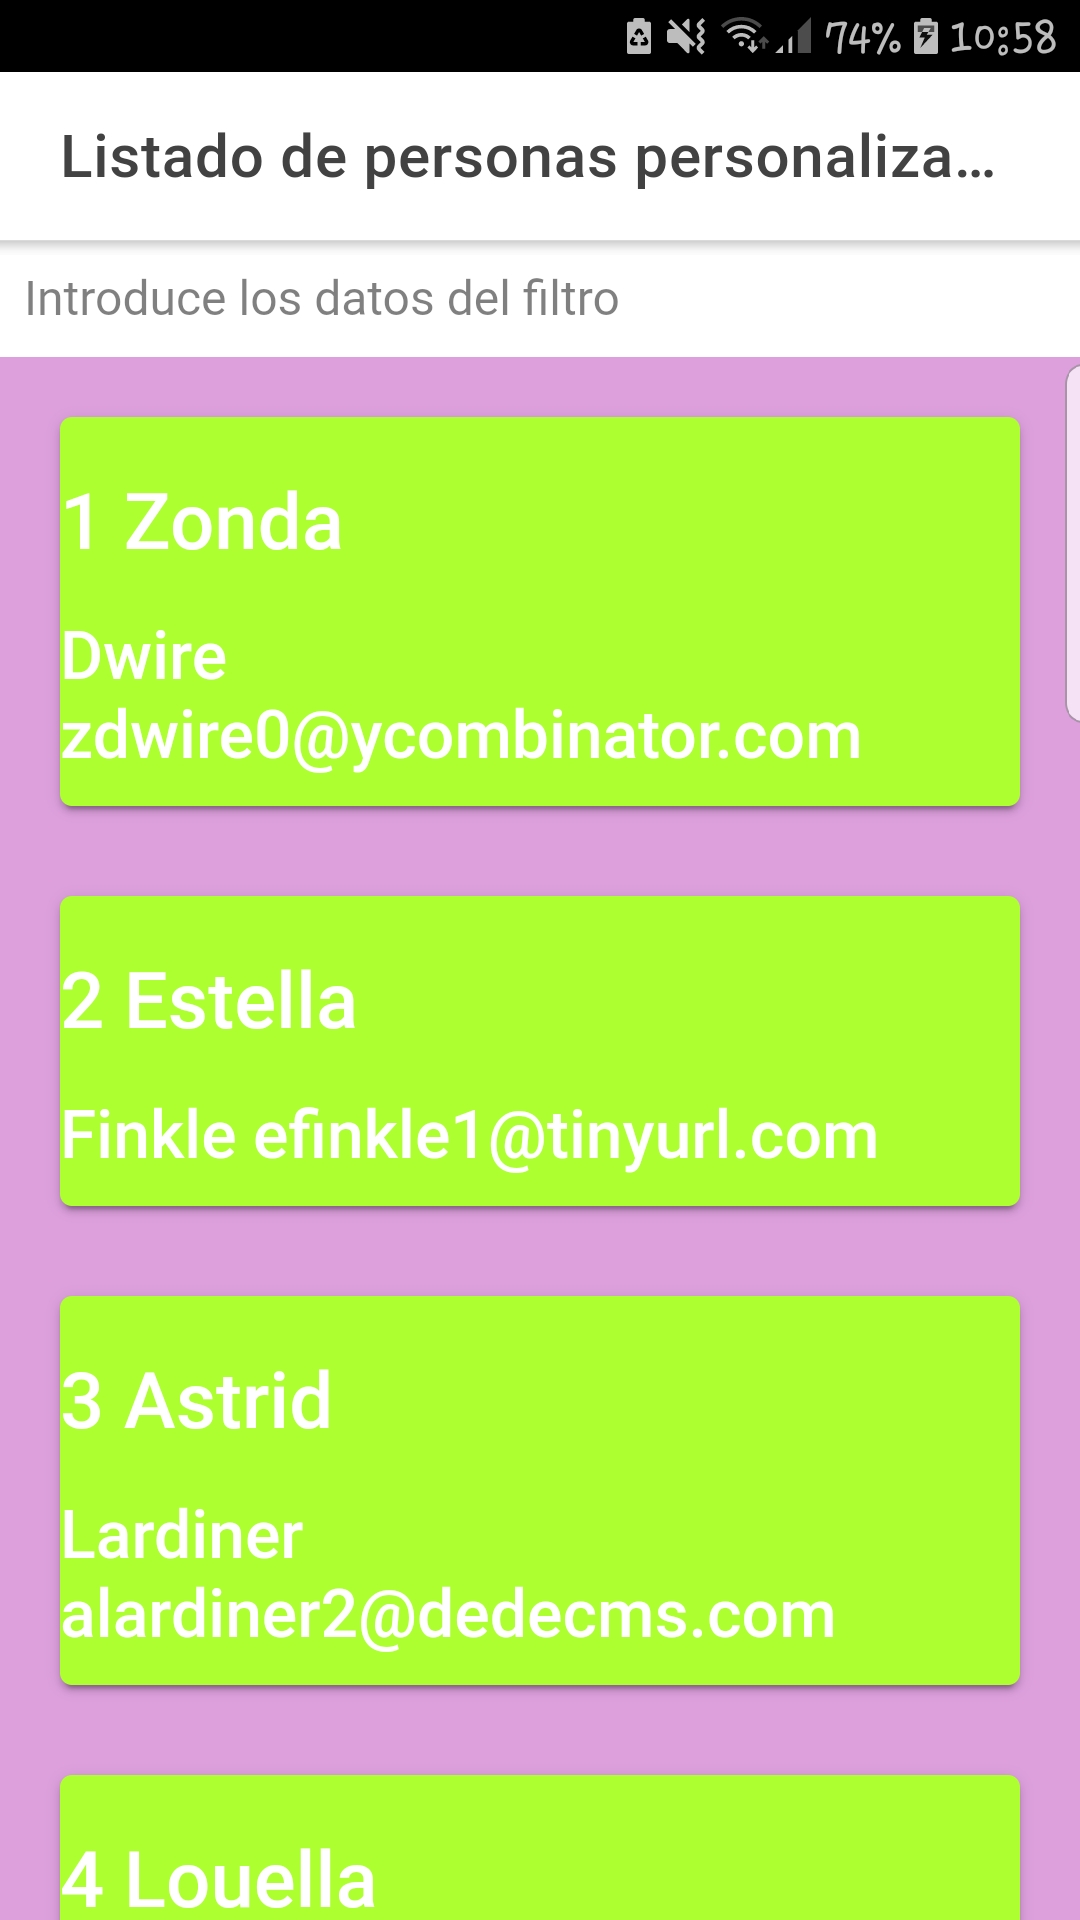 74% 10:58
Listado de personas personaliza...
Introduce los datos del filtro
1 Zonda
Dwire
zdwire0@ycombinator.com
2 Estella
Finkle efinkle1@tinyurl.com
3 Astrid
Lardiner
alardiner2@dedecms.com
4 Louella